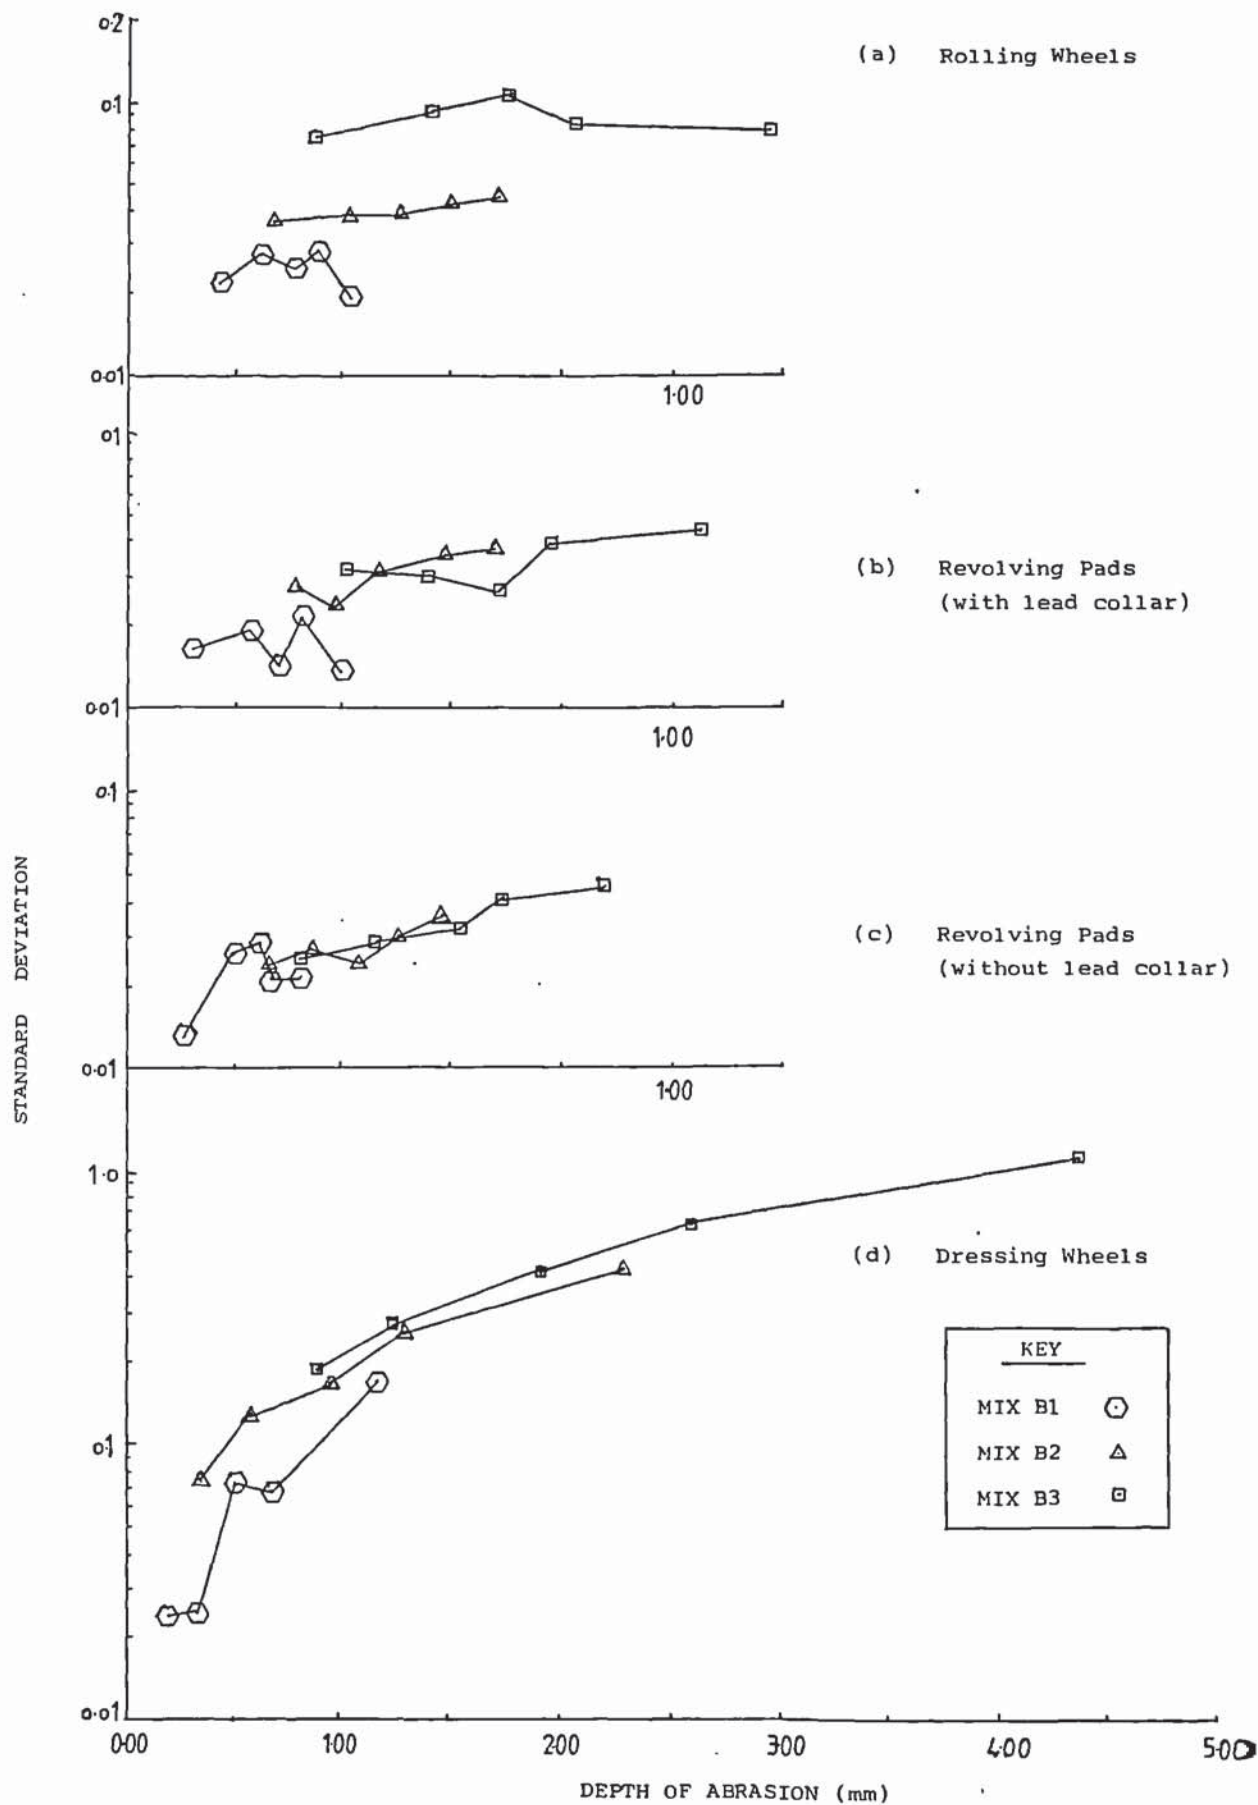 0.2
(a) Rolling Wheels
0.1
0.01
1.00
01
(b) Revolving Pads
(with lead collar)
0.01
1.00
0.1
(c) Revolving Pads
(without lead collar)
0.01
1.00
STANDARD DEVIATION
1.0
(d) Dressing Wheels
KEY
MIX B1
MIX B2
MIX B3
0.1
0.01
0.00 1.00 2.00 3.00 4.00 5.00
DEPTH OF ABRASION (mm)